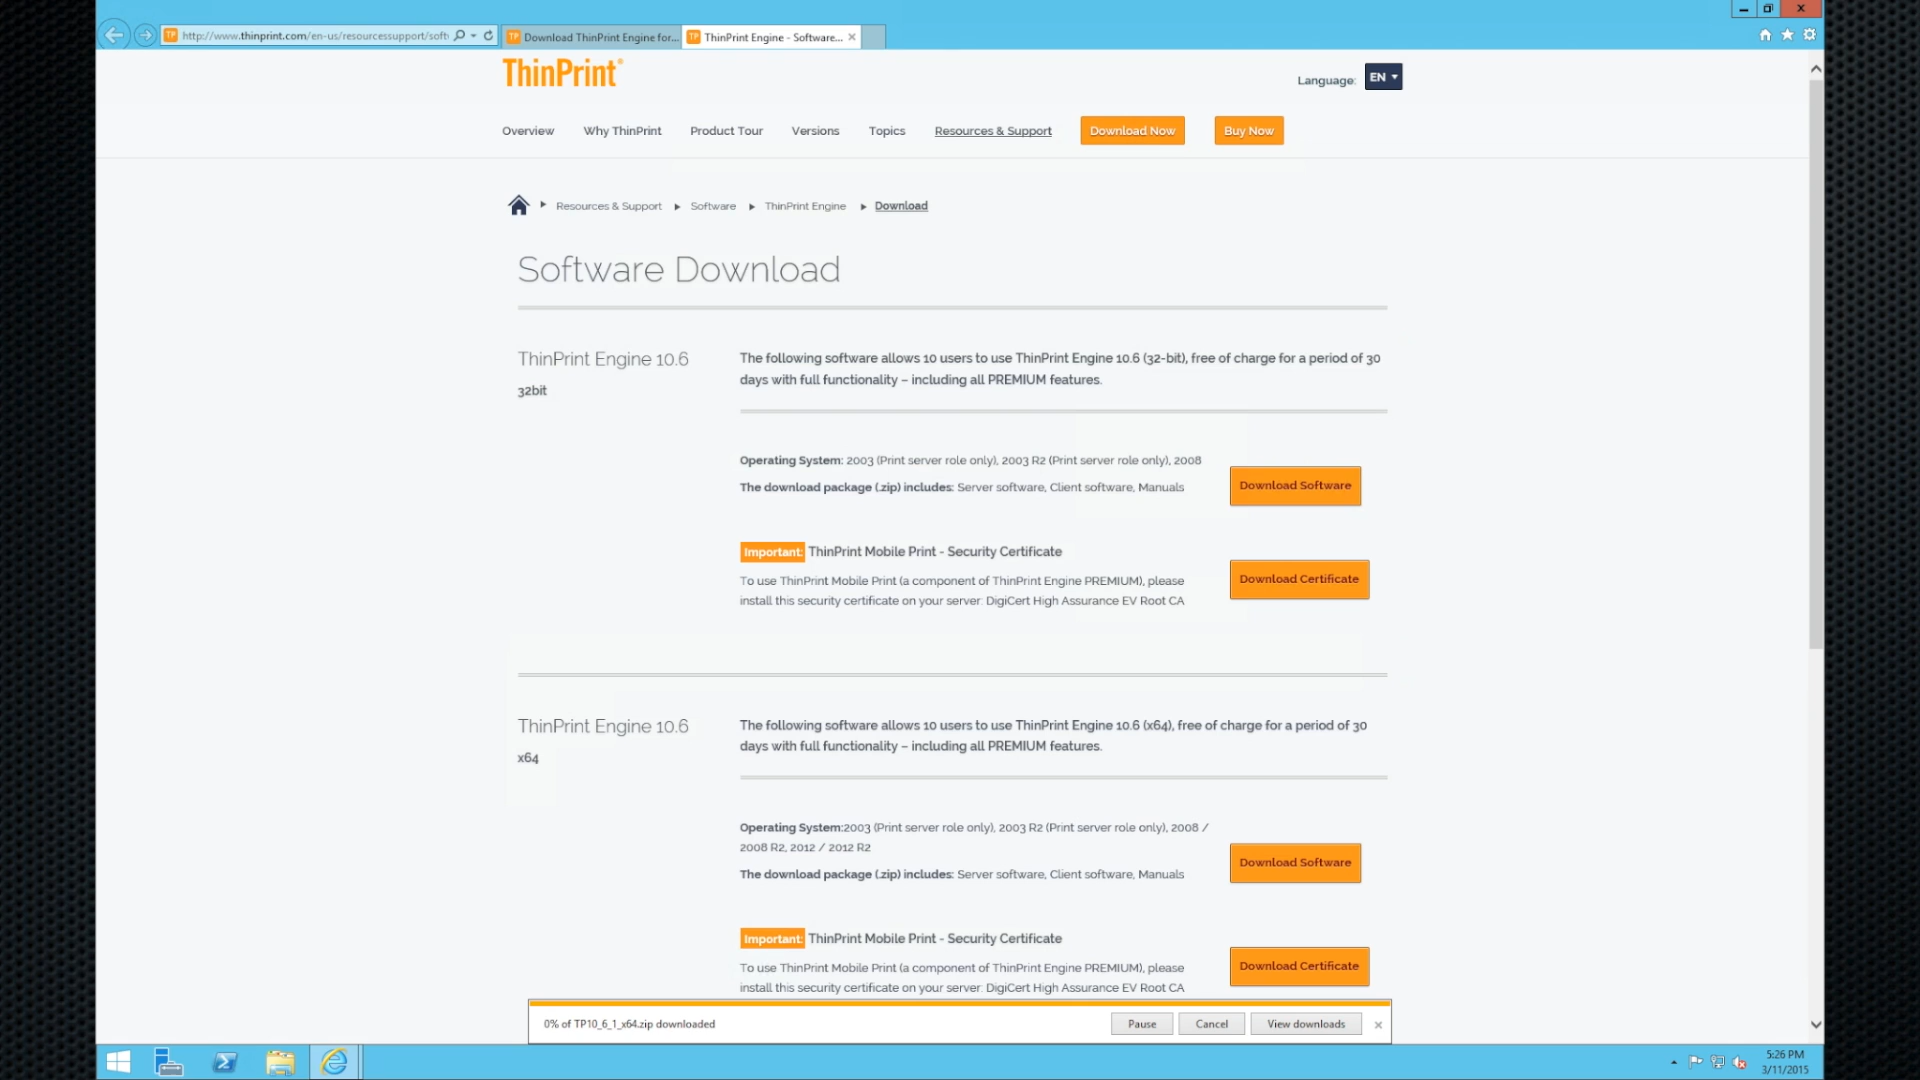 http://www.thinprint.com/en-us/resourcessupport/soft
TP Download ThinPrint Engine for...
TP ThinPrint Engine - Software...
ThinPrint®
Language: EN
Overview Why ThinPrint Product Tour Versions Topics Resources & Support Download Now Buy Now
Resources & Support Software ThinPrint Engine Download
Software Download
ThinPrint Engine 10.6
32bit
The following software allows 10 users to use ThinPrint Engine 10.6 (32-bit), free of charge for a period of 30
days with full functionality – including all PREMIUM features.
Operating System: 2003 (Print server role only), 2003 R2 (Print server role only), 2008
The download package (.zip) includes: Server software, Client software, Manuals
Download Software
Important: ThinPrint Mobile Print - Security Certificate
To use ThinPrint Mobile Print (a component of ThinPrint Engine PREMIUM), please
install this security certificate on your server: DigiCert High Assurance EV Root CA
Download Certificate
ThinPrint Engine 10.6
x64
The following software allows 10 users to use ThinPrint Engine 10.6 (x64), free of charge for a period of 30
days with full functionality – including all PREMIUM features.
Operating System:2003 (Print server role only), 2003 R2 (Print server role only), 2008 /
2008 R2, 2012 / 2012 R2
The download package (.zip) includes: Server software, Client software, Manuals
Download Software
Important: ThinPrint Mobile Print - Security Certificate
To use ThinPrint Mobile Print (a component of ThinPrint Engine PREMIUM), please
install this security certificate on your server: DigiCert High Assurance EV Root CA
Download Certificate
0% of TP10_6_1_x64.zip downloaded
Pause Cancel View downloads
5:26 PM
3/11/2015